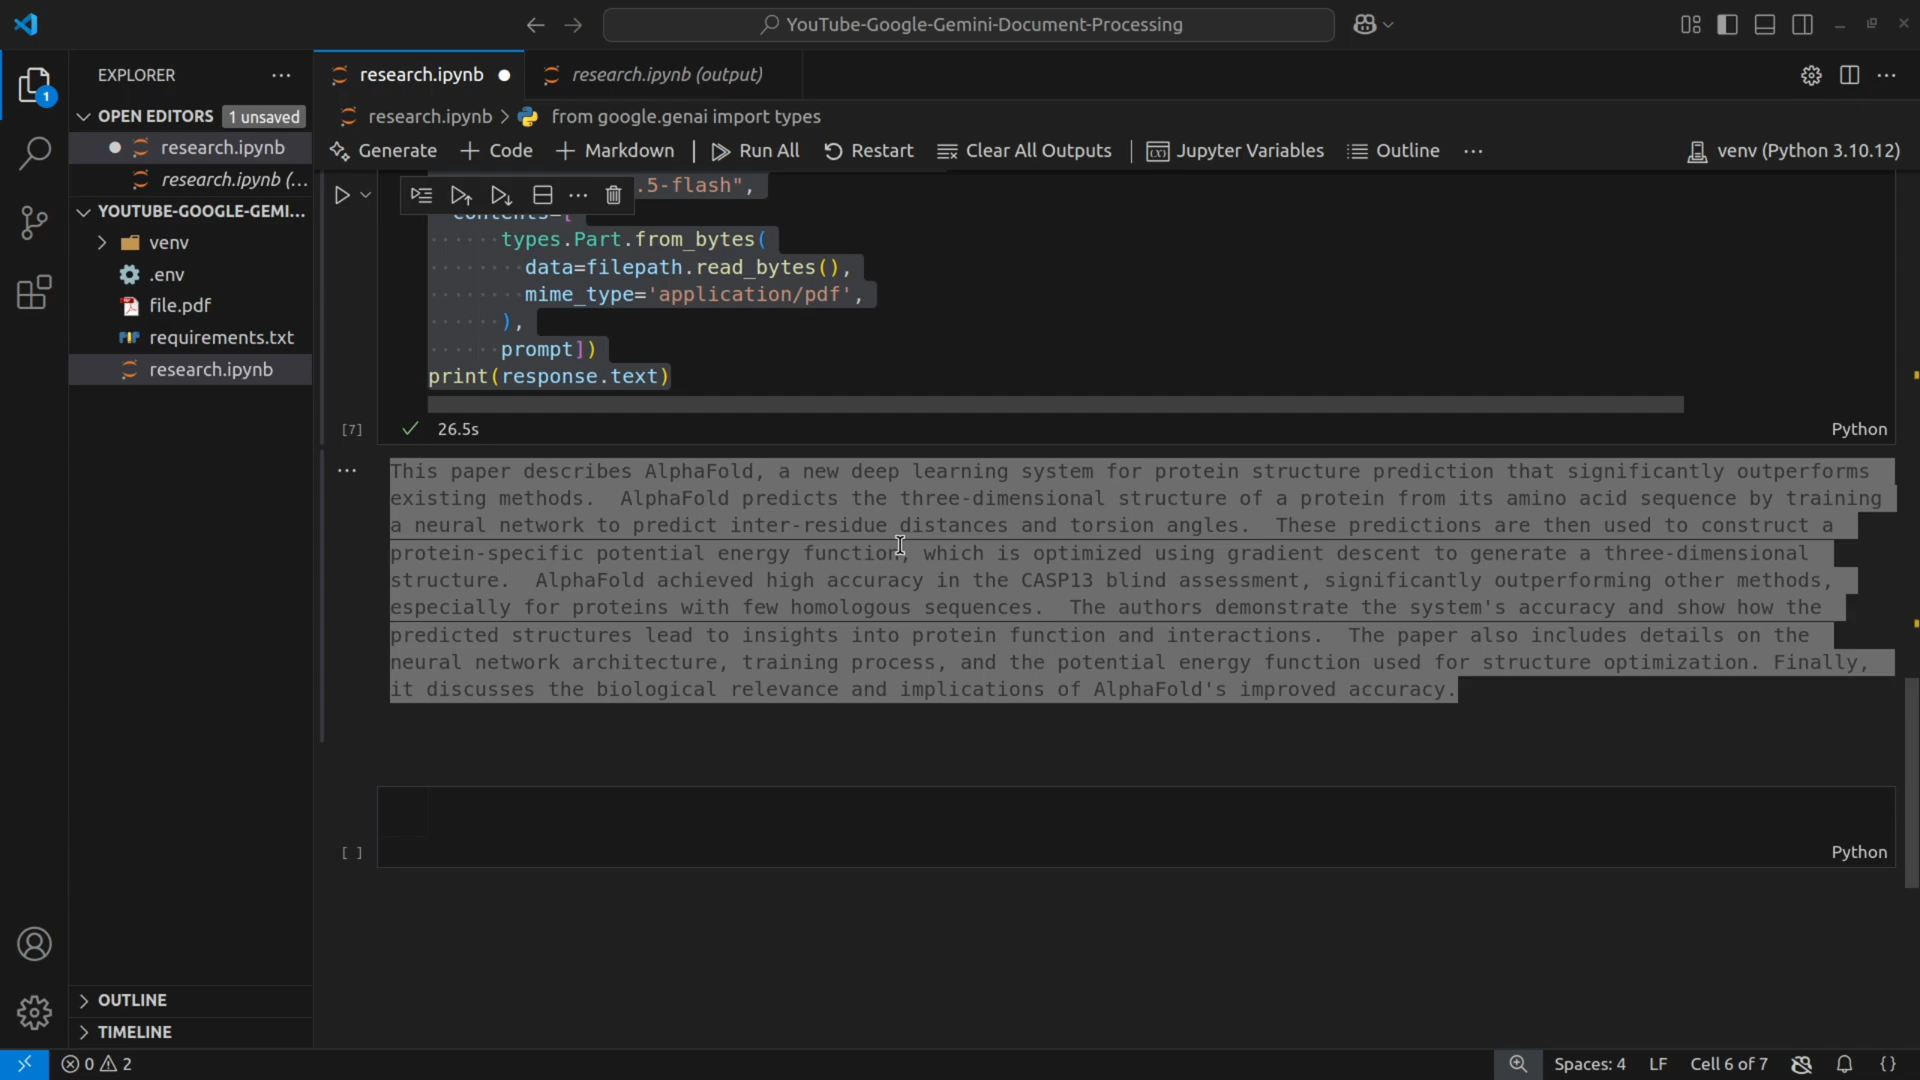 YouTube-Google-Gemini-Document-Processing
EXPLORER
research.ipynb
research.ipynb (output)
1
OPEN EDITORS
1 unsaved
research.ipynb > from google.genai import types
research.ipynb
Generate
Code
Markdown
Run All
Restart
Clear All Outputs
Jupyter Variables
Outline
venv (Python 3.10.12)
research.ipynb (...
YOUTUBE-GOOGLE-GEMI...
venv
.env
file.pdf
requirements.txt
research.ipynb
.5-flash",
types.Part.from_bytes(
data=filepath.read_bytes(),
mime_type='application/pdf',
),
prompt])
print(response.text)
[7]
26.5s
Python
This paper describes AlphaFold, a new deep learning system for protein structure prediction that significantly outperforms
existing methods.  AlphaFold predicts the three-dimensional structure of a protein from its amino acid sequence by training
a neural network to predict inter-residue distances and torsion angles.  These predictions are then used to construct a
protein-specific potential energy function, which is optimized using gradient descent to generate a three-dimensional
structure.  AlphaFold achieved high accuracy in the CASP13 blind assessment, significantly outperforming other methods,
especially for proteins with few homologous sequences.  The authors demonstrate the system's accuracy and show how the
predicted structures lead to insights into protein function and interactions.  The paper also includes details on the
neural network architecture, training process, and the potential energy function used for structure optimization. Finally,
it discusses the biological relevance and implications of AlphaFold's improved accuracy.
[ ]
Python
OUTLINE
TIMELINE
0
2
Spaces: 4
LF
Cell 6 of 7
{}